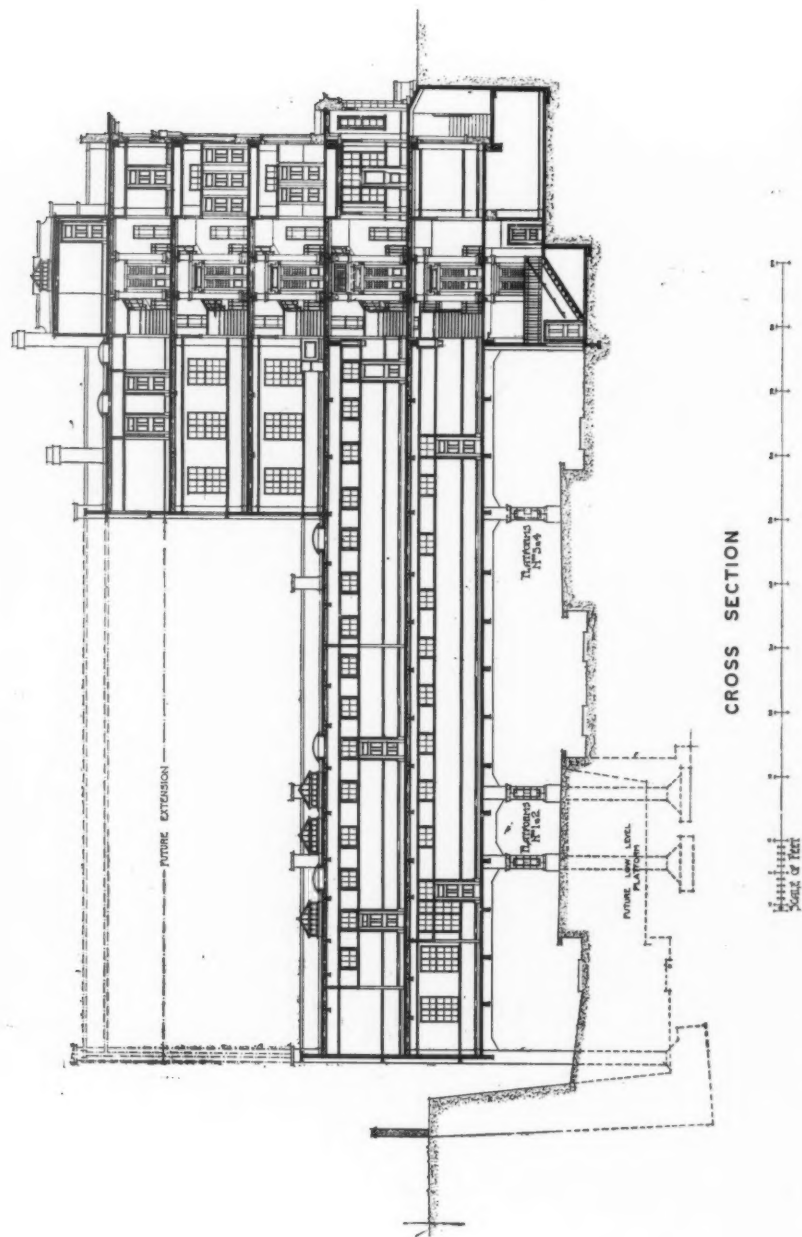 FUTURE EXTENSION
PLATFORMS
Nos 1&2
PLATFORMS
Nos 3&4
FUTURE LOW LEVEL
PLATFORM
CROSS SECTION
SCALE OF FEET